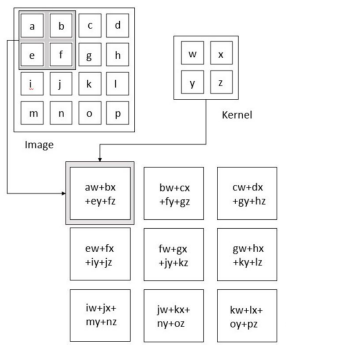 a b c d
e f g h
i j k l
m n o p
Image
w x
y z
Kernel
aw+bx
+ey+fz
bw+cx
+fy+gz
cw+dx
+gy+hz
ew+fx
+iy+jz
fw+gx
+jy+kz
gw+hx
+ky+lz
iw+jx+
my+nz
jw+kx+
ny+oz
kw+lx+
oy+pz